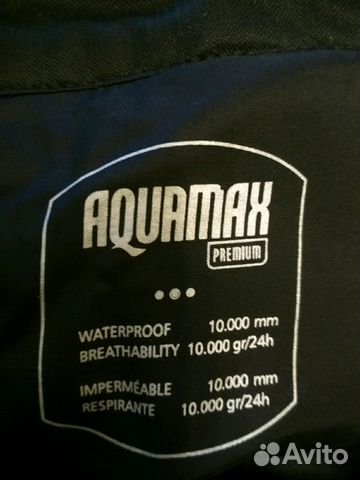 AQUAMAX
PREMIUM
WATERPROOF 10.000 mm
BREATHABILITY 10.000 gr/24h
IMPERMÉABLE 10.000 mm
RESPIRANTE 10.000 gr/24h
Avito